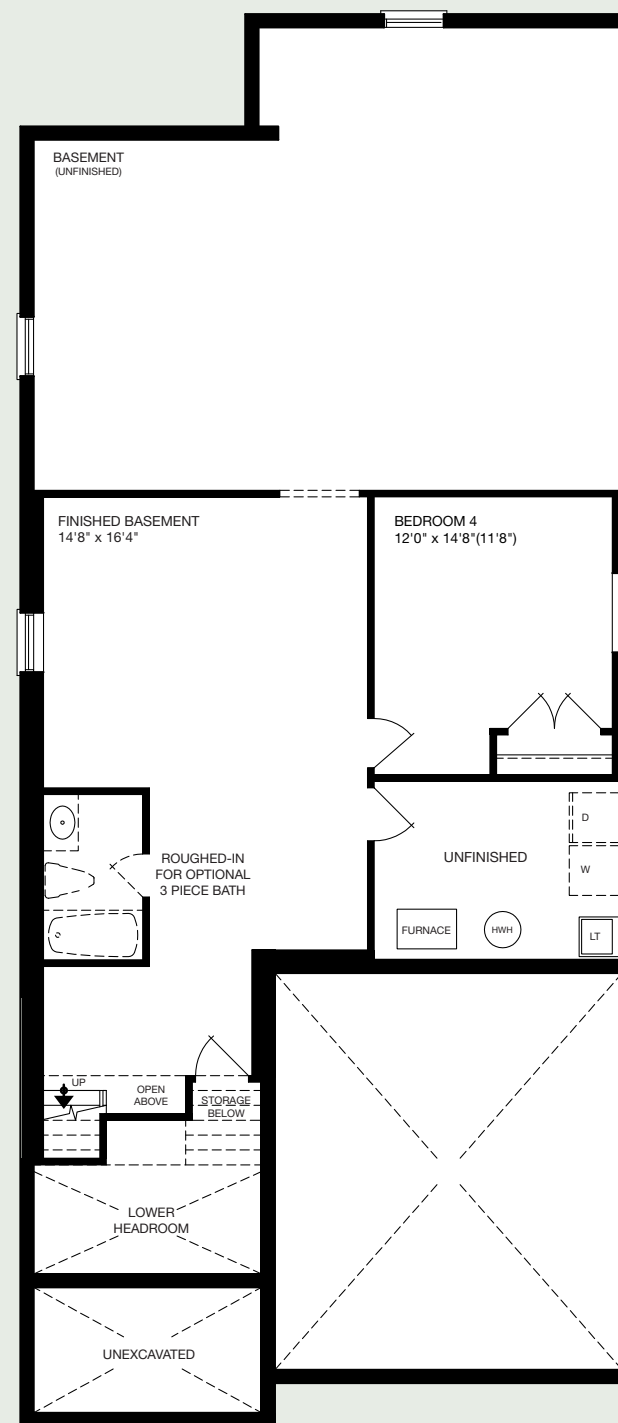 BASEMENT
(UNFINISHED)
FINISHED BASEMENT
14'8" x 16'4"
BEDROOM 4
12'0" x 14'8"(11'8")
ROUGHED-IN
FOR OPTIONAL
3 PIECE BATH
UNFINISHED
D
W
FURNACE
HWH
LT
UP
OPEN
ABOVE
STORAGE
BELOW
LOWER
HEADROOM
UNEXCAVATED